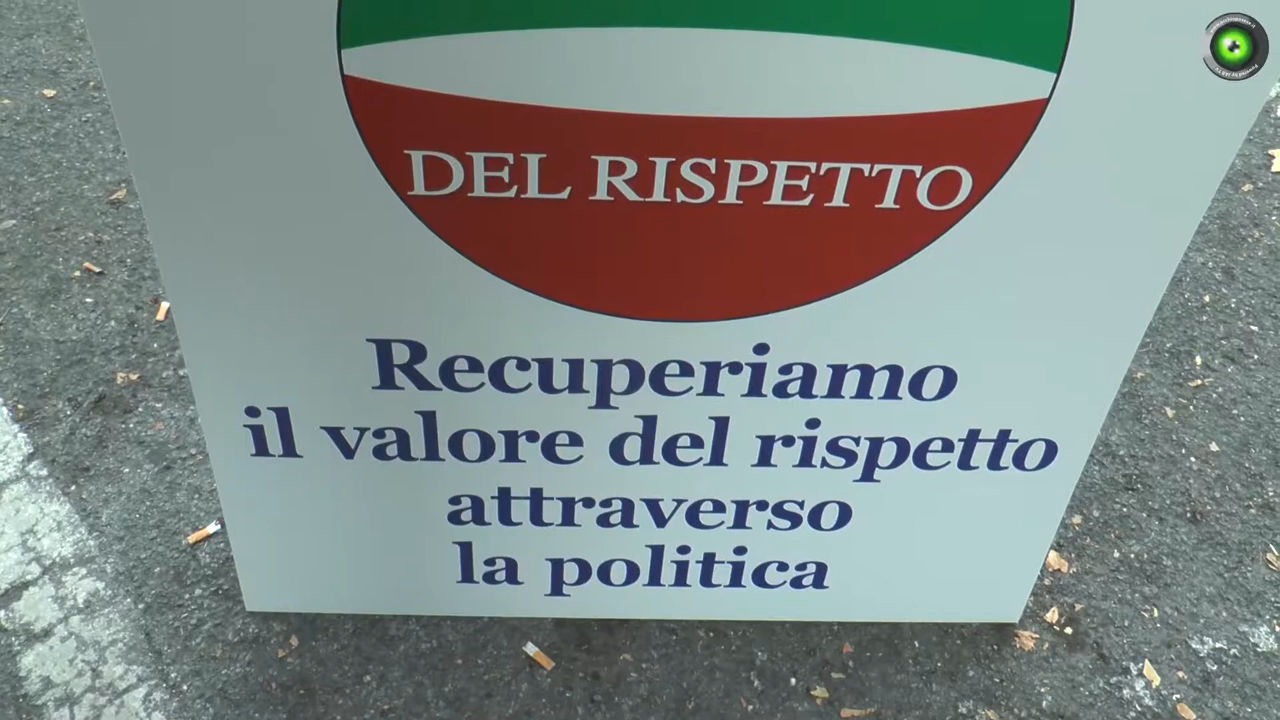 DEL RISPETTO
Recuperiamo
il valore del rispetto
attraverso
la politica